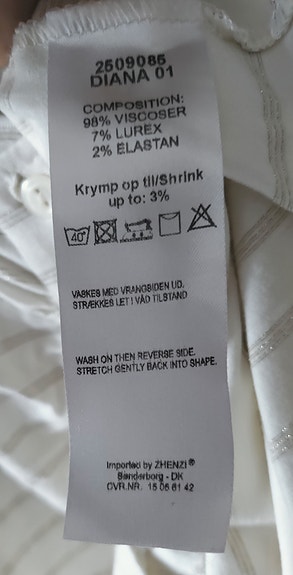 2509085
DIANA 01
COMPOSITION:
98% VISCOSER
7% LUREX
2% ELASTAN
Krymp op til/Shrink
up to: 3%
40°
VASKES MED VRANGSIDEN UD.
STRÆKKES LET I VÅD TILSTAND
WASH ON THEN REVERSE SIDE.
STRETCH GENTLY BACK INTO SHAPE.
Imported by ZHENZI®
Sønderborg - DK
CVR.NR. 15 06 61 42